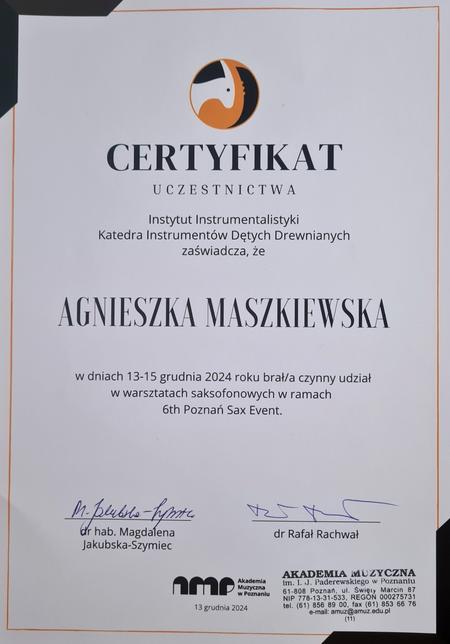 CERTYFIKAT
UCZESTNICTWA
Instytut Instrumentalistyki
Katedra Instrumentów Dętych Drewnianych
zaświadcza, że
AGNIESZKA MASZKIEWSKA
w dniach 13-15 grudnia 2024 roku brał/a czynny udział
w warsztatach saksofonowych w ramach
6th Poznań Sax Event.
M. Jakubska-Szymiec
dr hab. Magdalena
Jakubska-Szymiec
dr Rafał Rachwał
amp
Akademia
Muzyczna
w Poznaniu
13 grudnia 2024
AKADEMIA MUZYCZNA
im. I. J. Paderewskiego w Poznaniu
61-808 Poznań, ul. Święty Marcin 87
NIP 778-13-31-533, REGON 000275731
tel. (61) 856 89 00, fax (61) 853 66 76
e-mail: amuz@amuz.edu.pl
(11)